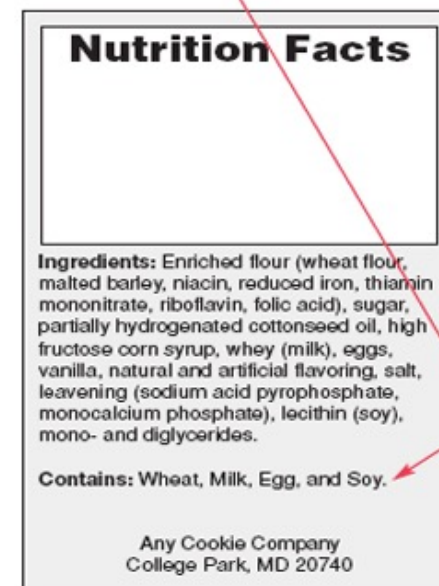 Nutrition Facts
Ingredients: Enriched flour (wheat flour,
malted barley, niacin, reduced iron, thiamin
mononitrate, riboflavin, folic acid), sugar,
partially hydrogenated cottonseed oil, high
fructose corn syrup, whey (milk), eggs,
vanilla, natural and artificial flavoring, salt,
leavening (sodium acid pyrophosphate,
monocalcium phosphate), lecithin (soy),
mono- and diglycerides.
Contains: Wheat, Milk, Egg, and Soy.
Any Cookie Company
College Park, MD 20740